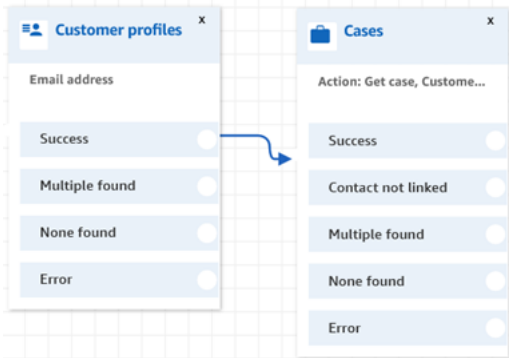 Customer profiles
x
Email address
Success
Multiple found
None found
Error
Cases
x
Action: Get case, Custome...
Success
Contact not linked
Multiple found
None found
Error